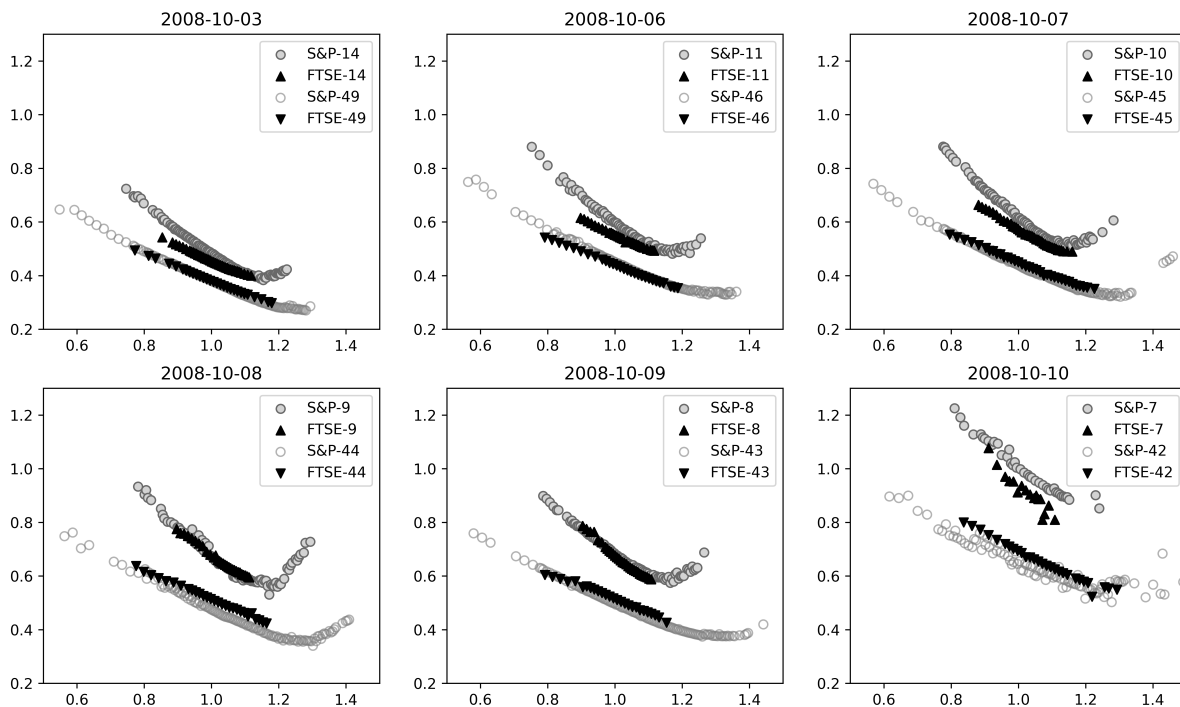 2008-10-03
S&P-14
FTSE-14
S&P-49
FTSE-49
1.2
1.0
0.8
0.6
0.4
0.2
0.6 0.8 1.0 1.2 1.4
2008-10-06
S&P-11
FTSE-11
S&P-46
FTSE-46
1.2
1.0
0.8
0.6
0.4
0.2
0.6 0.8 1.0 1.2 1.4
2008-10-07
S&P-10
FTSE-10
S&P-45
FTSE-45
1.2
1.0
0.8
0.6
0.4
0.2
0.6 0.8 1.0 1.2 1.4
2008-10-08
S&P-9
FTSE-9
S&P-44
FTSE-44
1.2
1.0
0.8
0.6
0.4
0.2
0.6 0.8 1.0 1.2 1.4
2008-10-09
S&P-8
FTSE-8
S&P-43
FTSE-43
1.2
1.0
0.8
0.6
0.4
0.2
0.6 0.8 1.0 1.2 1.4
2008-10-10
S&P-7
FTSE-7
S&P-42
FTSE-42
1.2
1.0
0.8
0.6
0.4
0.2
0.6 0.8 1.0 1.2 1.4